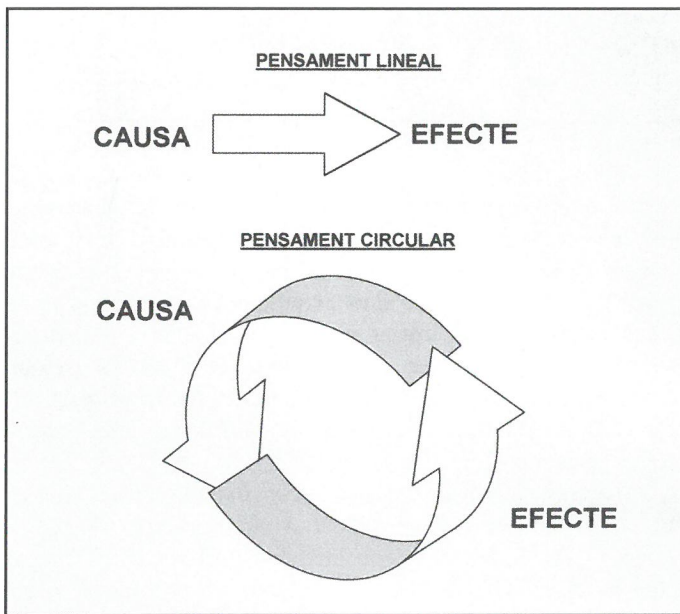 PENSAMENT LINEAL
CAUSA EFECTE
PENSAMENT CIRCULAR
CAUSA
EFECTE